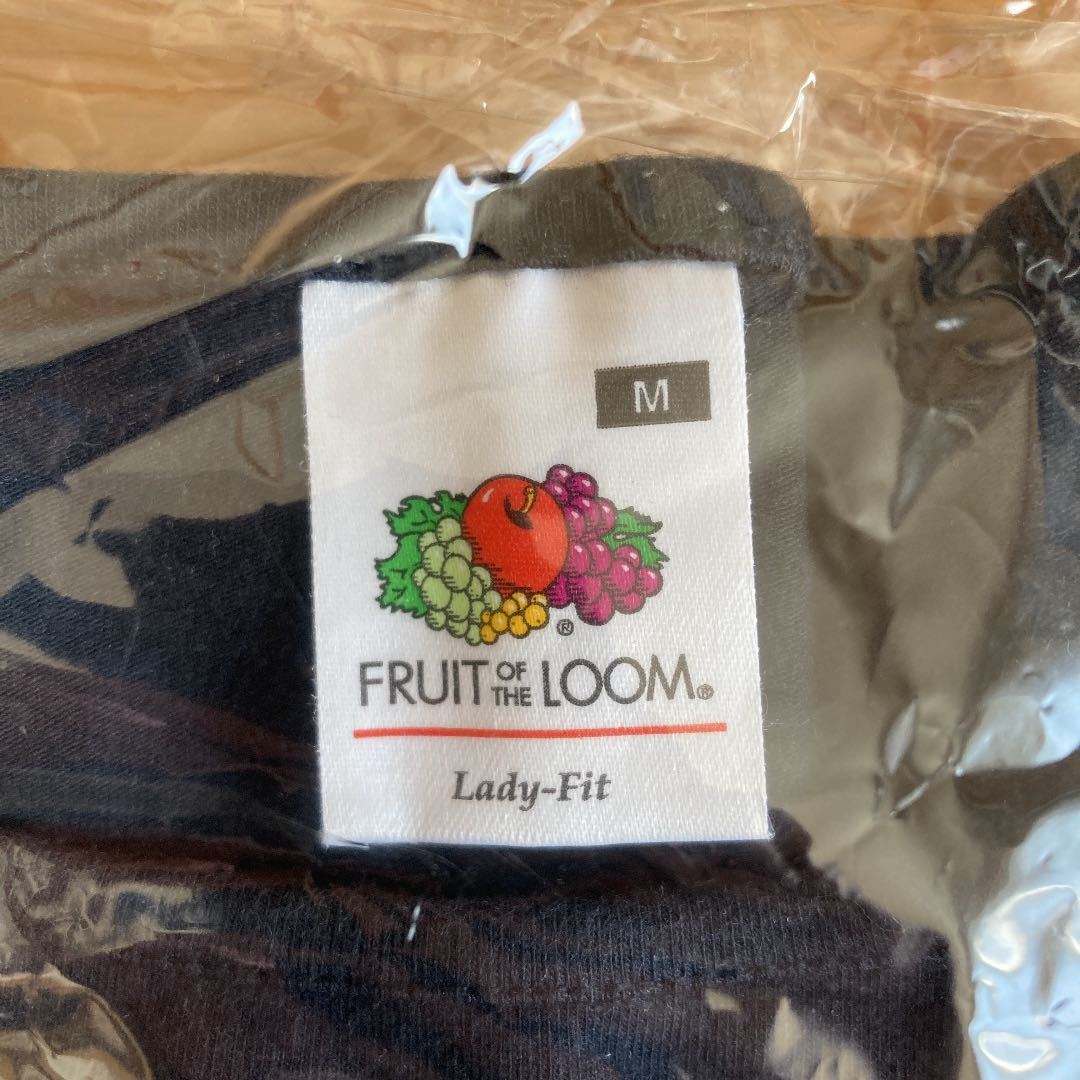 M
®
FRUIT OF THE LOOM®
Lady-Fit